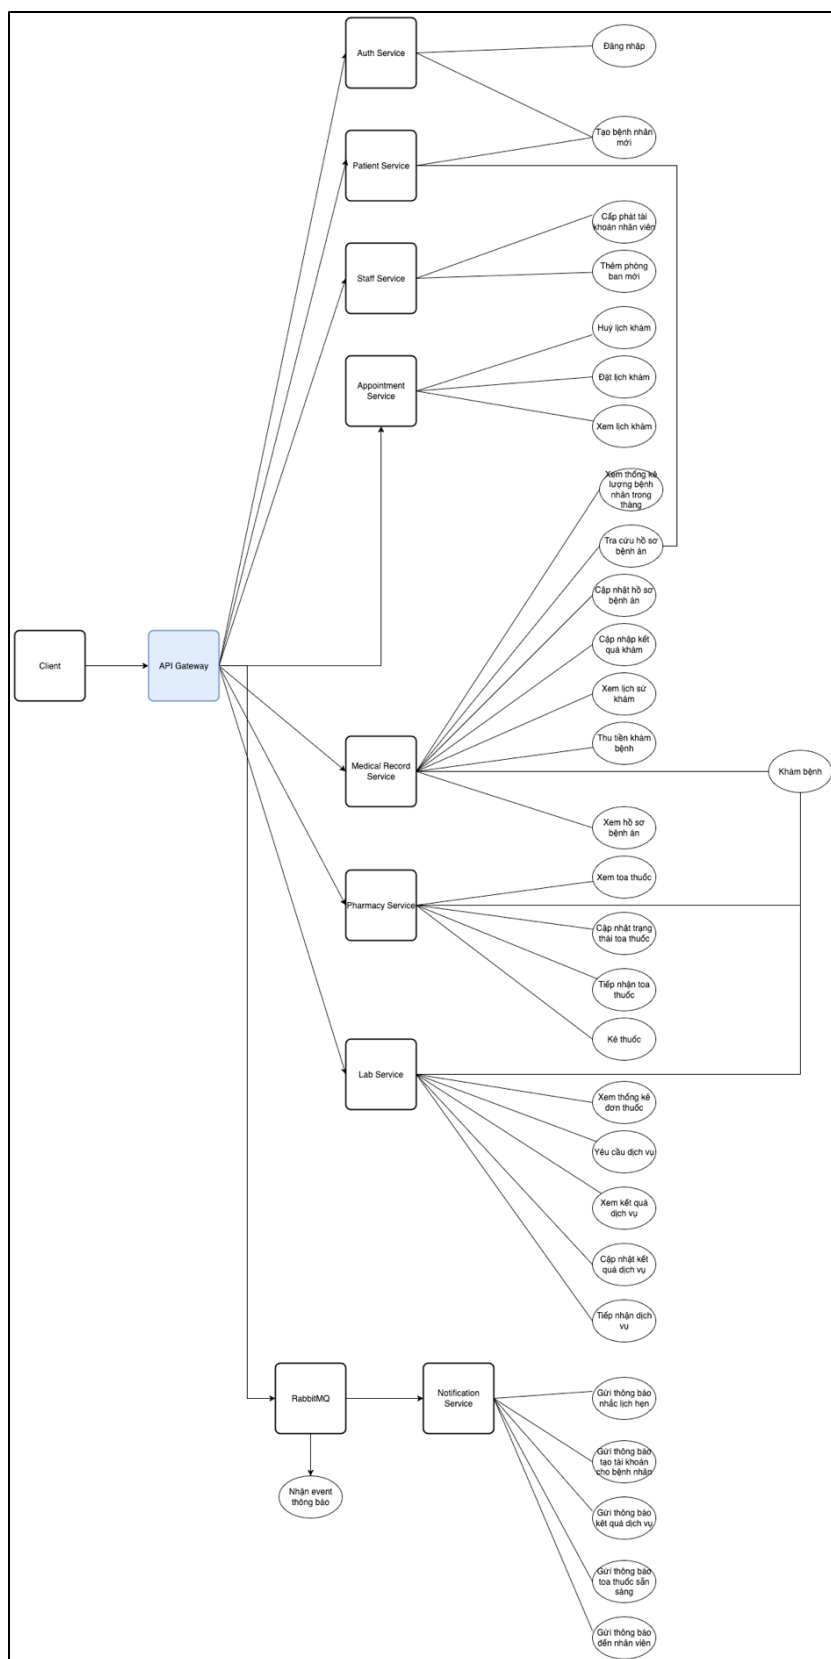 Auth Service
Đăng nhập
Tạo bệnh nhân
mới
Patient Service
Cấp phát tài
khoản nhân viên
Staff Service
Thêm phòng
ban mới
Huỷ lịch khám
Appointment
Service
Đặt lịch khám
Xem lịch khám
Xem thống kê
lượng bệnh
nhân trong
tháng
Tra cứu hồ sơ
bệnh án
Cập nhật hồ sơ
bệnh án
Client
API Gateway
Cập nhập kết
quả khám
Xem lịch sử
khám
Thu tiền khám
bệnh
Medical Record
Service
Khám bệnh
Xem hồ sơ
bệnh án
Xem toa thuốc
Pharmacy Service
Cập nhật trạng
thái toa thuốc
Tiếp nhận toa
thuốc
Kê thuốc
Lab Service
Xem thống kê
đơn thuốc
Yêu cầu dịch vụ
Xem kết quả
dịch vụ
Cập nhật kết
quả dịch vụ
Tiếp nhận dịch
vụ
RabbitMQ
Notification
Service
Gửi thông báo
nhắc lịch hẹn
Gửi thông báo
tạo tài khoản
cho bệnh nhân
Nhận event
thông báo
Gửi thông báo
kết quả dịch vụ
Gửi thông báo
toa thuốc sẵn
sàng
Gửi thông báo
đến nhân viên